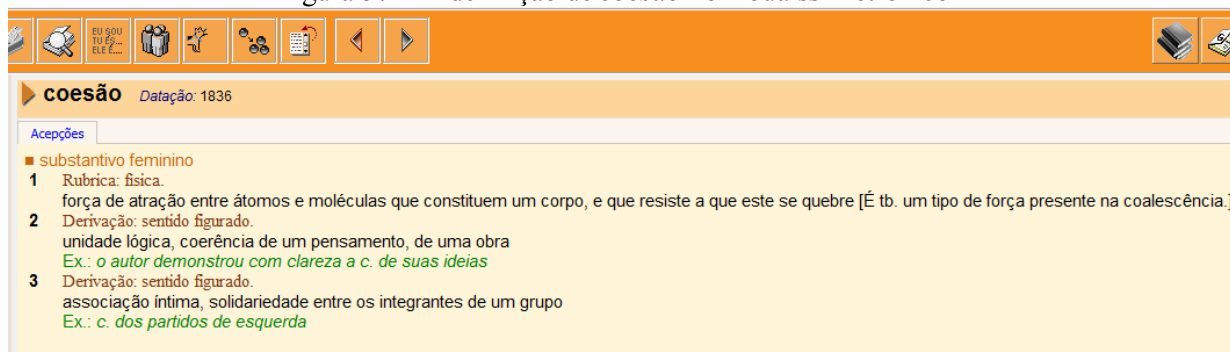 EU SOU
TU ÉS...
ELE É...
coesão Datação: 1836
Acepções
■ substantivo feminino
1 Rubrica: física.
força de atração entre átomos e moléculas que constituem um corpo, e que resiste a que este se quebre [É tb. um tipo de força presente na coalescência.]
2 Derivação: sentido figurado.
unidade lógica, coerência de um pensamento, de uma obra
Ex.: o autor demonstrou com clareza a c. de suas ideias
3 Derivação: sentido figurado.
associação íntima, solidariedade entre os integrantes de um grupo
Ex.: c. dos partidos de esquerda